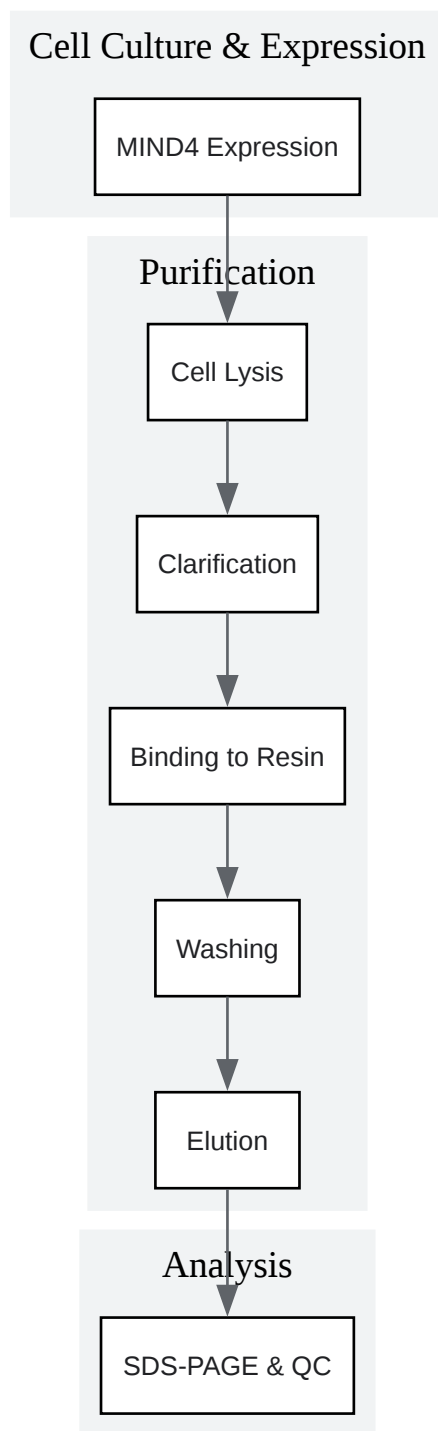 Cell Culture & Expression
MIND4 Expression
Purification
Cell Lysis
Clarification
Binding to Resin
Washing
Elution
Analysis
SDS-PAGE & QC